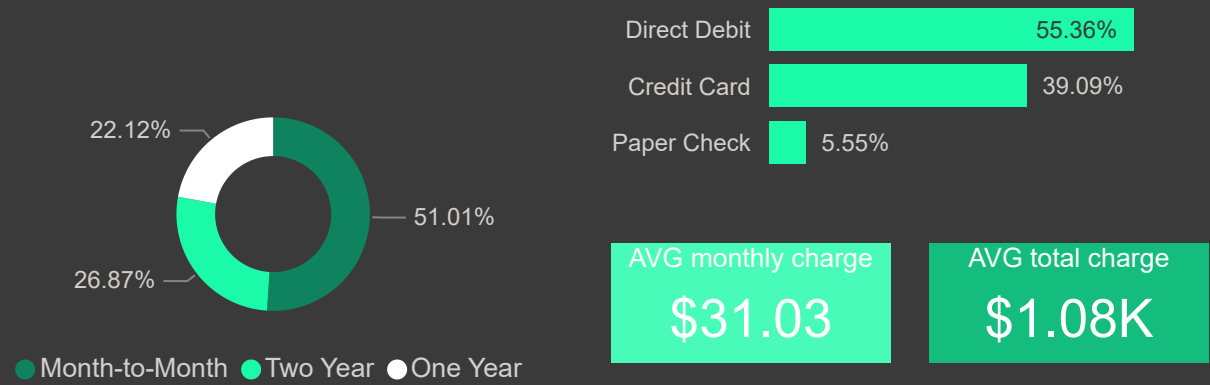 22.12%
51.01%
26.87%
Month-to-Month Two Year One Year
Direct Debit 55.36%
Credit Card 39.09%
Paper Check 5.55%
AVG monthly charge
$31.03
AVG total charge
$1.08K